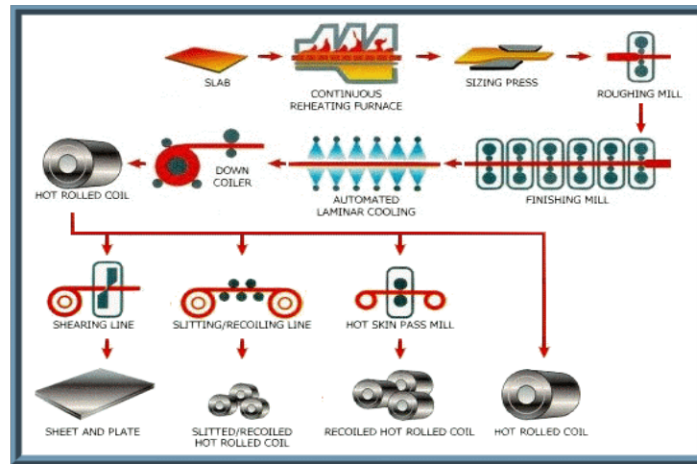 SLAB
CONTINUOUS
REHEATING FURNACE
SIZING PRESS
ROUGHING MILL
HOT ROLLED COIL
DOWN
COILER
AUTOMATED
LAMINAR COOLING
FINISHING MILL
SHEARING LINE
SLITTING/RECOILING LINE
HOT SKIN PASS MILL
SHEET AND PLATE
SLITTED/RECOILED
HOT ROLLED COIL
RECOILED HOT ROLLED COIL
HOT ROLLED COIL